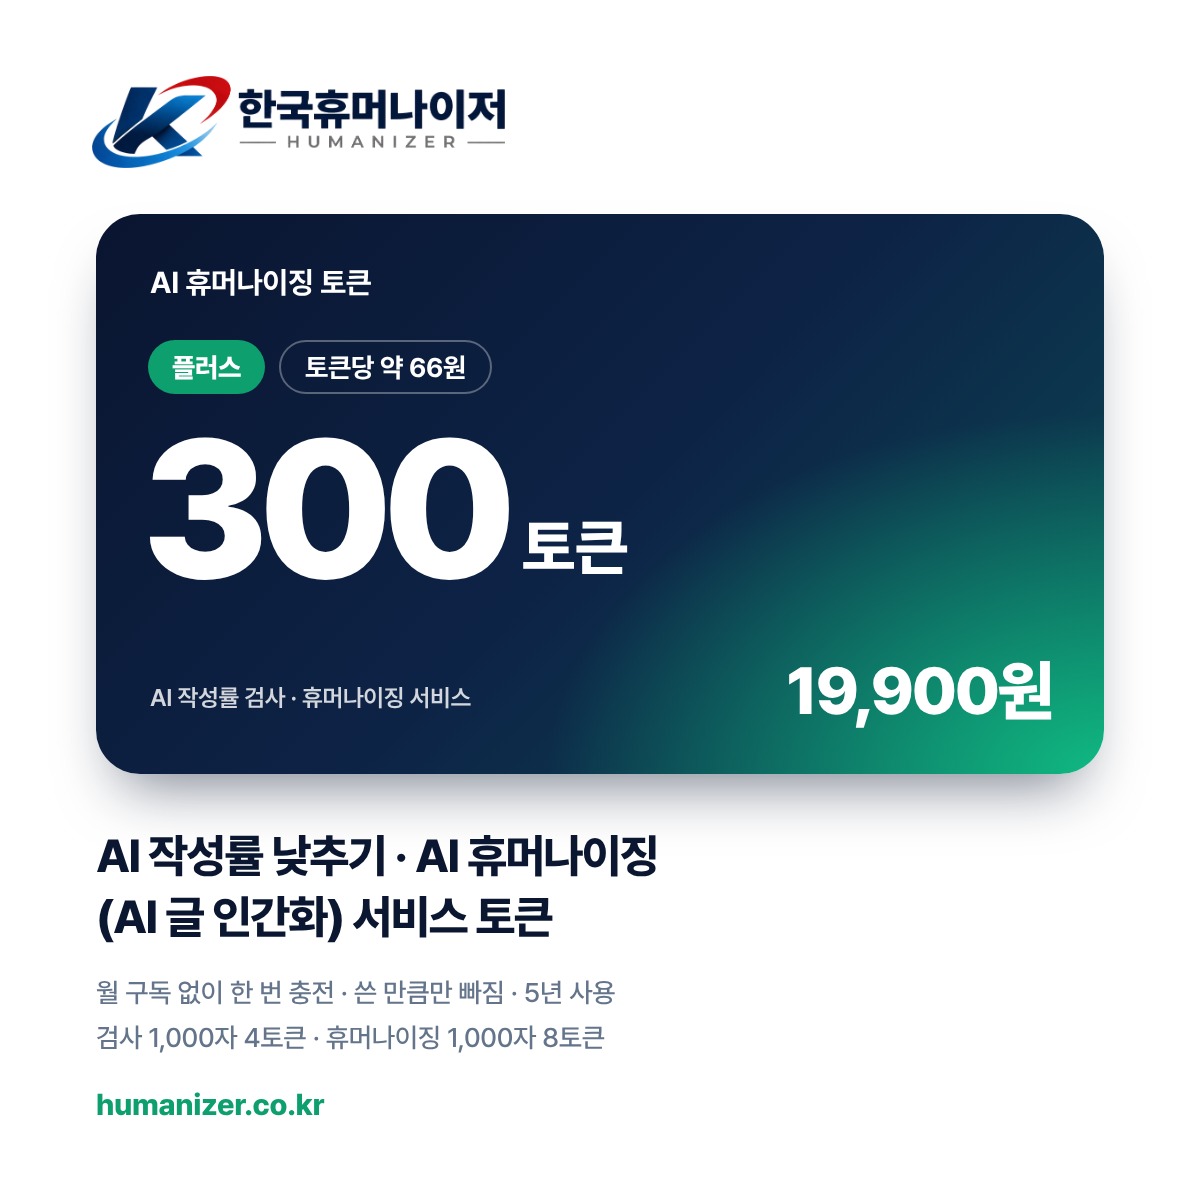 한국휴머나이저
HUMANIZER
AI 휴머나이징 토큰
플러스
토큰당 약 66원
300 토큰
AI 작성률 검사 · 휴머나이징 서비스
19,900원
AI 작성률 낮추기 · AI 휴머나이징
(AI 글 인간화) 서비스 토큰
월 구독 없이 한 번 충전 · 쓴 만큼만 빠짐 · 5년 사용
검사 1,000자 4토큰 · 휴머나이징 1,000자 8토큰
humanizer.co.kr